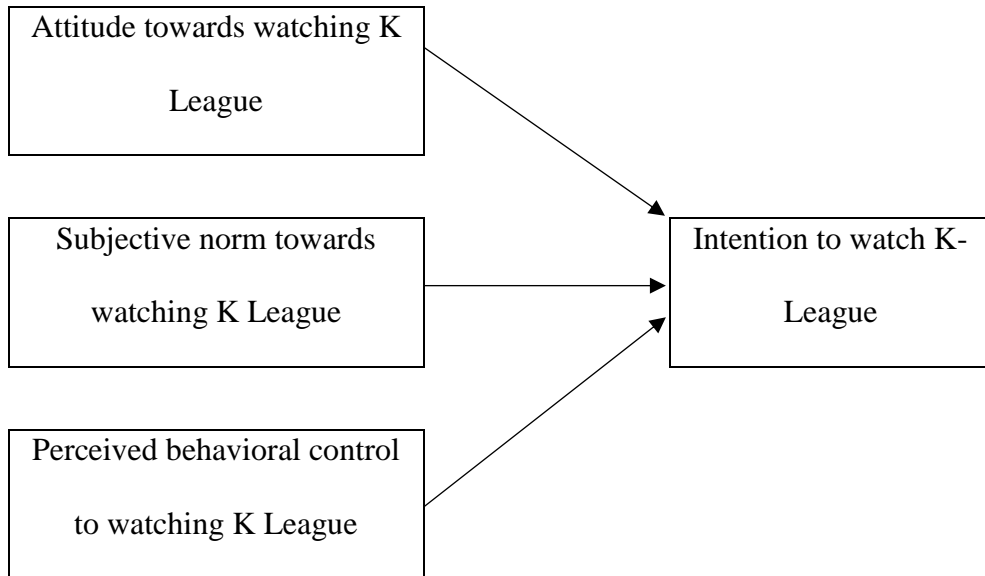 Attitude towards watching K
League
Subjective norm towards
watching K League
Intention to watch K-
League
Perceived behavioral control
to watching K League